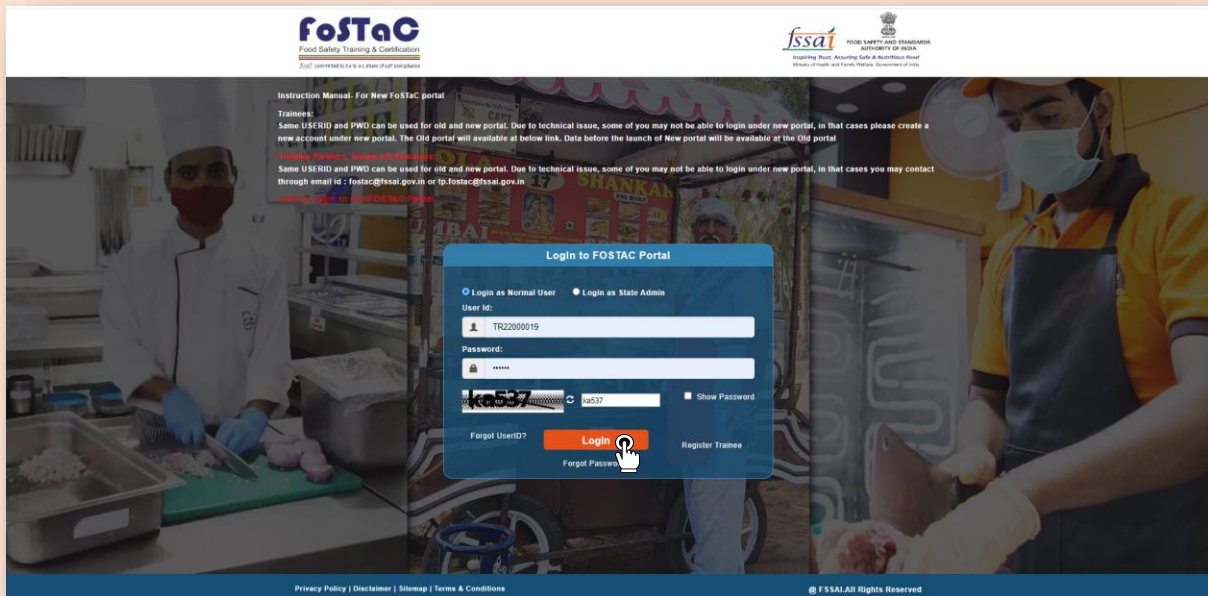 FoSTaC
Food Safety Training & Certification
fssai
FOOD SAFETY AND STANDARDS
AUTHORITY OF INDIA
Inspiring Trust, Assuring Safe & Nutritious Food
Ministry of Health and Family Welfare, Government of India
Instruction Manual- For New FoSTaC portal
Trainees:
Same USERID and PWD can be used for old and new portal. Due to technical issue, some of you may not be able to login under new portal, in that cases please create a
new account under new portal. The Old portal will available at below link. Data before the launch of New portal will be available at the Old portal
Training Partners, Trainers & Assessors:
Same USERID and PWD can be used for old and new portal. Due to technical issue, some of you may not be able to login under new portal, in that cases you may contact
through email id : fostac@fssai.gov.in or tp.fostac@fssai.gov.in
17
SHANKAR
PAV BHAJI
Login to FOSTAC Portal
Login as Normal User Login as State Admin
User Id:
TR22000019
Password:
••••••
ka537 ka537 Show Password
Forgot UserID? Login Register Trainee
Forgot Passwo
Privacy Policy | Disclaimer | Sitemap | Terms & Conditions @ FSSAI.All Rights Reserved